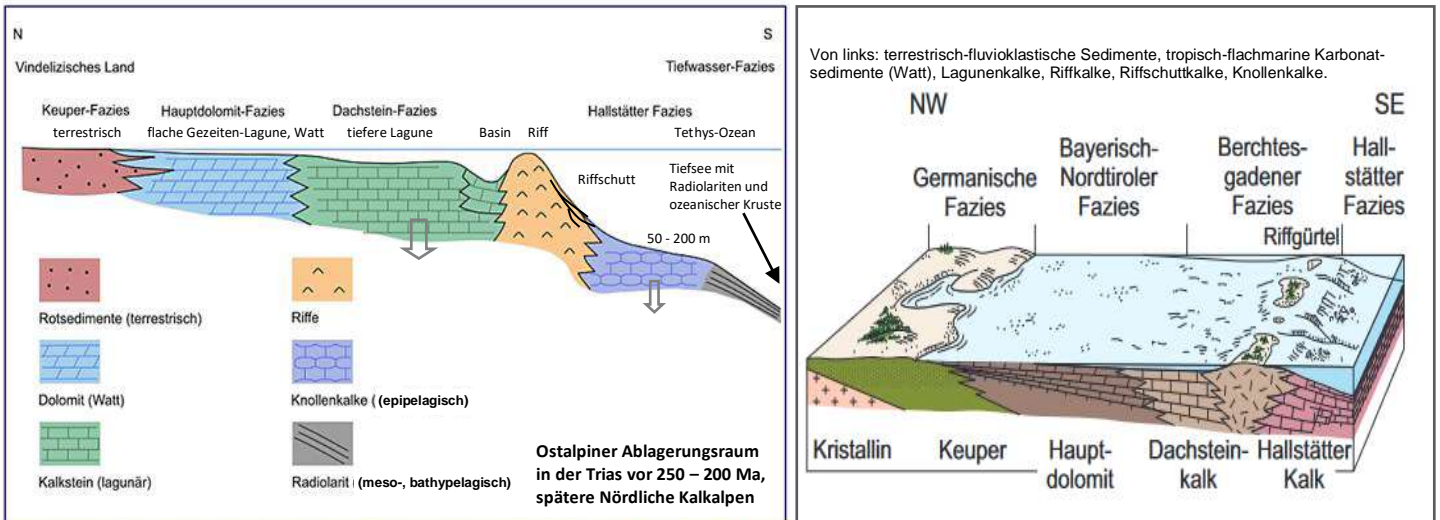 N
S
Vindelizisches Land
Tiefwasser-Fazies
Keuper-Fazies
terrestrisch
Hauptdolomit-Fazies
flache Gezeiten-Lagune, Watt
Dachstein-Fazies
tiefere Lagune
Basin
Riff
Hallstätter Fazies
Tethys-Ozean
Riffschutt
Tiefsee mit
Radiolariten und
ozeanischer Kruste
50 - 200 m
Rotsedimente (terrestrisch)
Riffe
Dolomit (Watt)
Knollenkalke ( (epipelagisch)
Kalkstein (lagunär)
Radiolarit (meso-, bathypelagisch)
Ostalpiner Ablagerungsraum
in der Trias vor 250 – 200 Ma,
spätere Nördliche Kalkalpen
Von links: terrestrisch-fluvioklastische Sedimente, tropisch-flachmarine Karbonat-
sedimente (Watt), Lagunenkalke, Riffkalke, Riffschuttkalke, Knollenkalke.
NW
SE
Germanische
Fazies
Bayerisch-
Nordtiroler
Fazies
Berchtes-
gadener
Fazies
Hall-
stätter
Fazies
Riffgürtel
Kristallin
Keuper
Haupt-
dolomit
Dachstein-
kalk
Hallstätter
Kalk